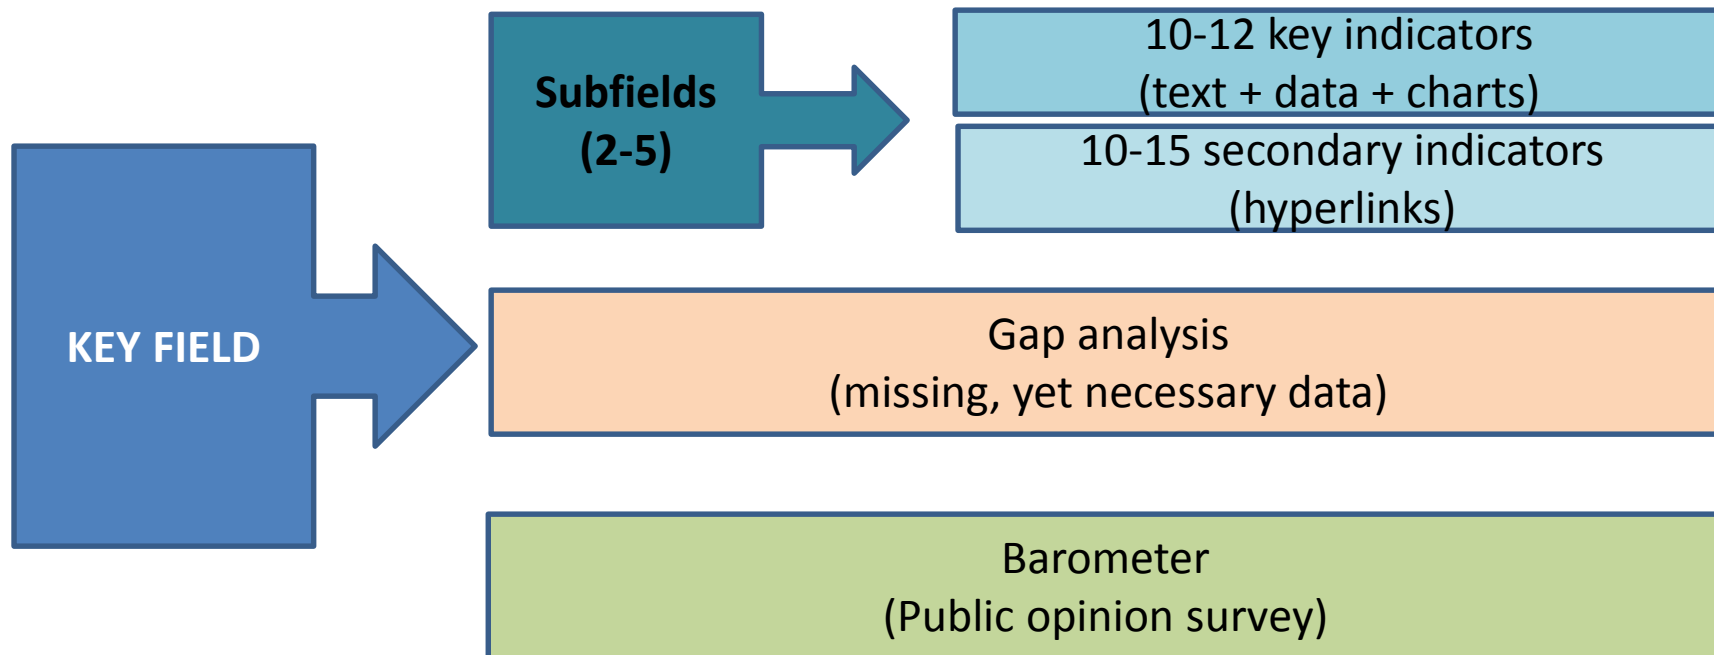 KEY FIELD
Subfields
(2-5)
10-12 key indicators
(text + data + charts)
10-15 secondary indicators
(hyperlinks)
Gap analysis
(missing, yet necessary data)
Barometer
(Public opinion survey)